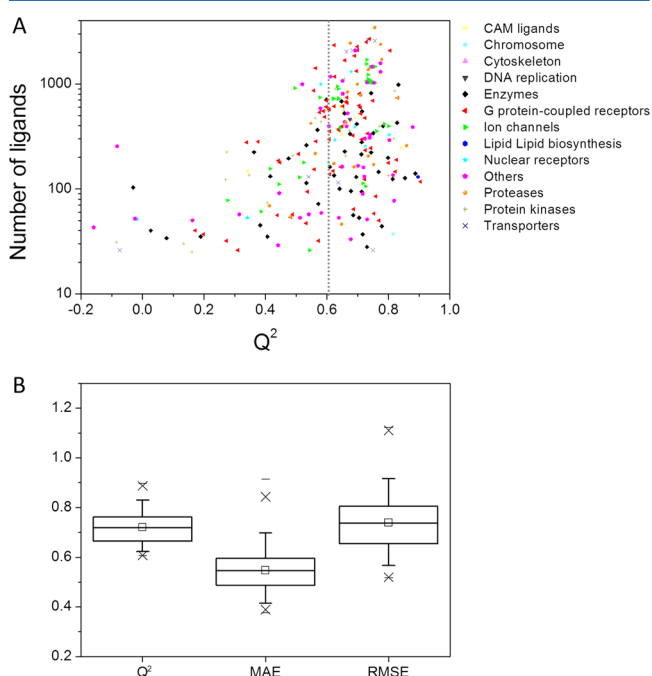 A
Number of ligands
1000
100
10
-0.2
0.0
0.2
0.4
0.6
0.8
1.0
Q²
CAM ligands
Chromosome
Cytoskeleton
DNA replication
Enzymes
G protein-coupled receptors
Ion channels
Lipid Lipid biosynthesis
Nuclear receptors
Others
Proteases
Protein kinases
Transporters
B
1.2
1.0
0.8
0.6
0.4
0.2
Q²
MAE
RMSE